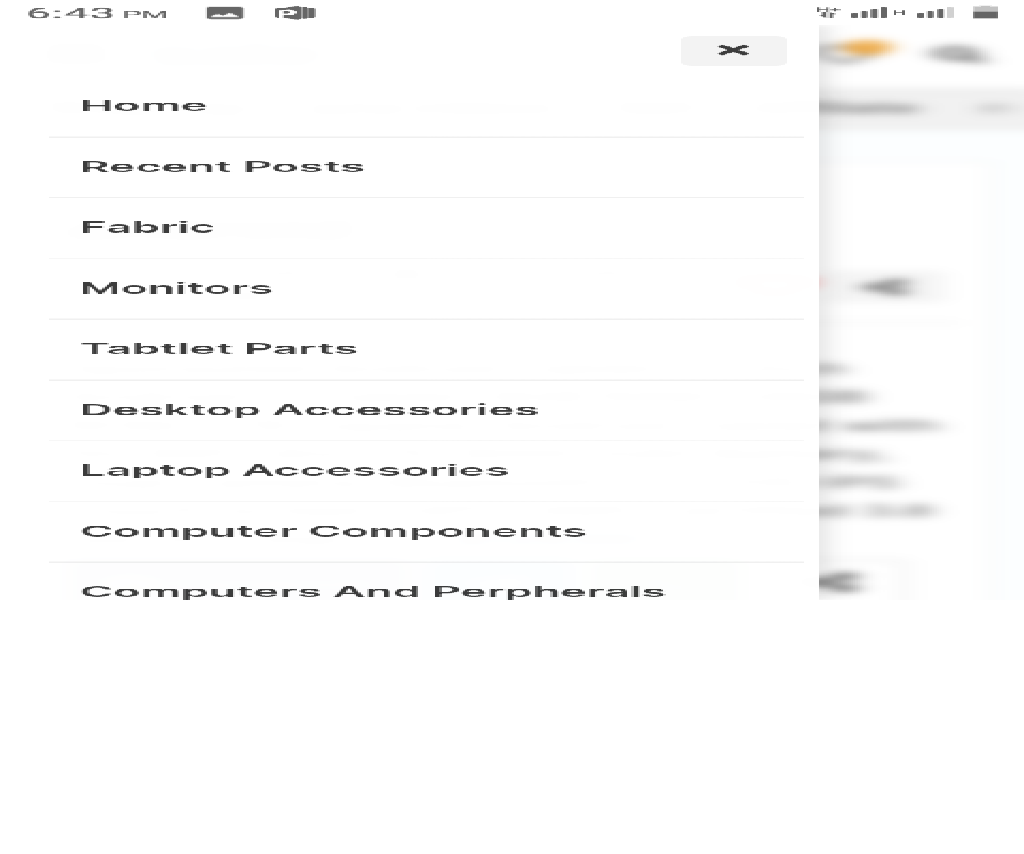 6:43 PM
Home
Recent Posts
Fabric
Monitors
Tabtlet Parts
Desktop Accessories
Laptop Accessories
Computer Components
Computers And Perpherals